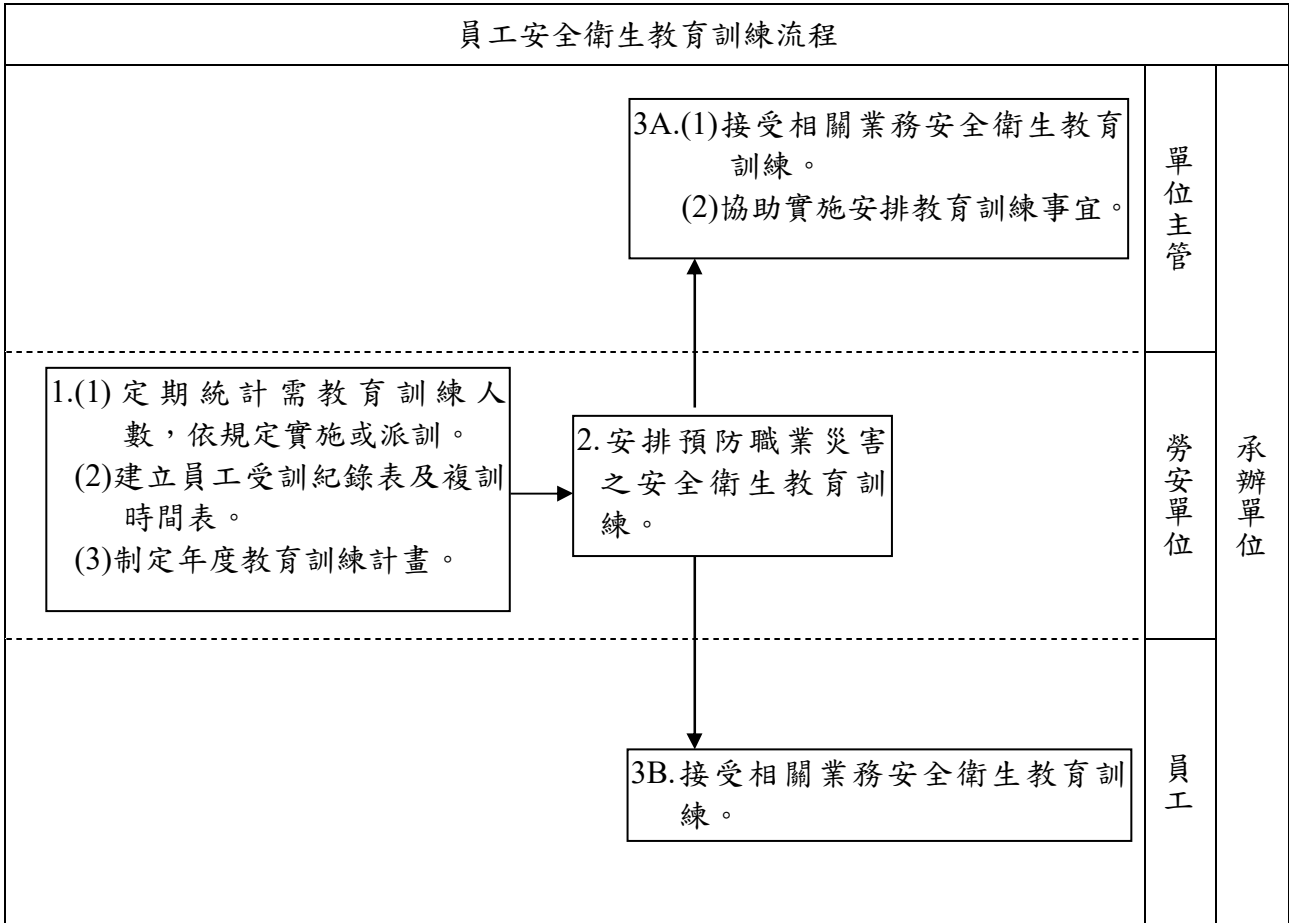 員工安全衛生教育訓練流程
3A.(1)接受相關業務安全衛生教育
訓練。
(2)協助實施安排教育訓練事宜。
單位主管
1.(1)定期統計需教育訓練人
數，依規定實施或派訓。
(2)建立員工受訓紀錄表及複訓
時間表。
(3)制定年度教育訓練計畫。
2.安排預防職業災害
之安全衛生教育訓
練。
勞安單位
承辦單位
3B.接受相關業務安全衛生教育訓
練。
員工